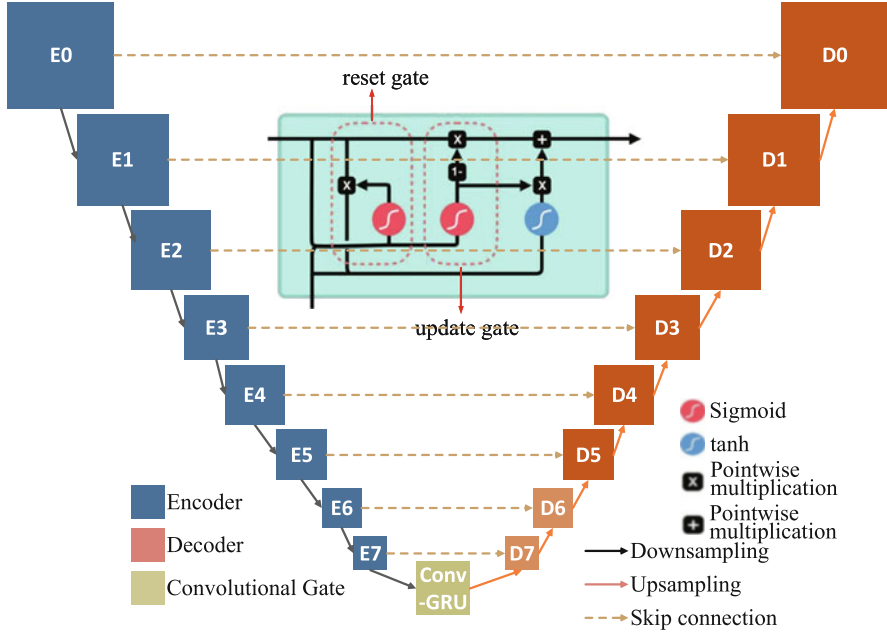 E0
D0
reset gate
E1
D1
x
+
1-
x
x
E2
D2
E3
update gate
D3
E4
D4
Sigmoid
E5
D5
tanh
x
Pointwise
multiplication
Encoder
E6
D6
+
Pointwise
multiplication
Decoder
E7
D7
Downsampling
Convolutional Gate
Conv
-GRU
Upsampling
Skip connection